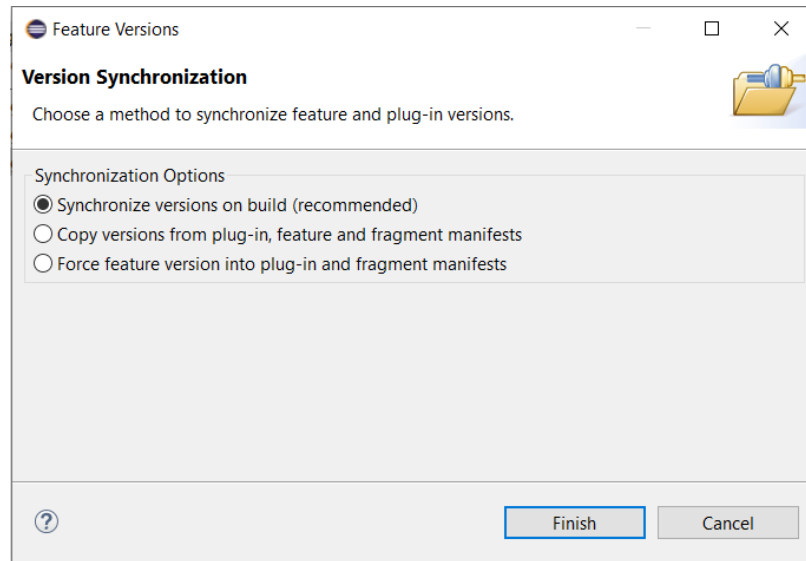 Feature Versions
Version Synchronization
Choose a method to synchronize feature and plug-in versions.
Synchronization Options
Synchronize versions on build (recommended)
Copy versions from plug-in, feature and fragment manifests
Force feature version into plug-in and fragment manifests
?
Finish Cancel